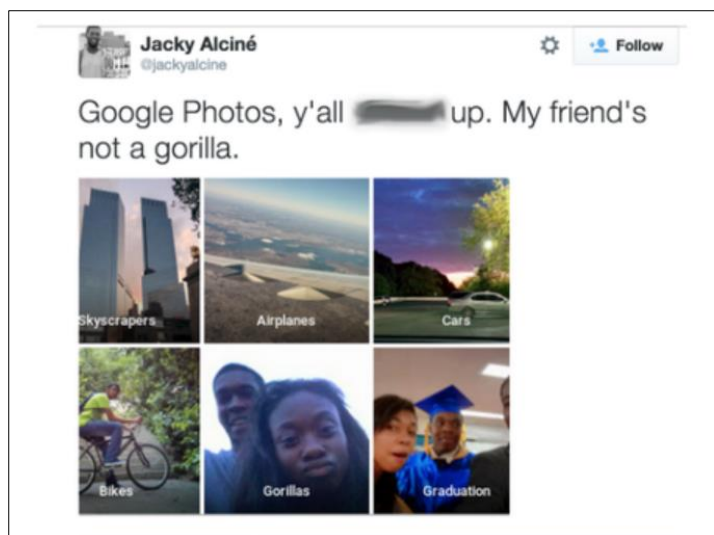 Jacky Alciné
@jackyalcine
Follow
Google Photos, y'all up. My friend's
not a gorilla.
Skyscrapers
Airplanes
Cars
Bikes
Gorillas
Graduation